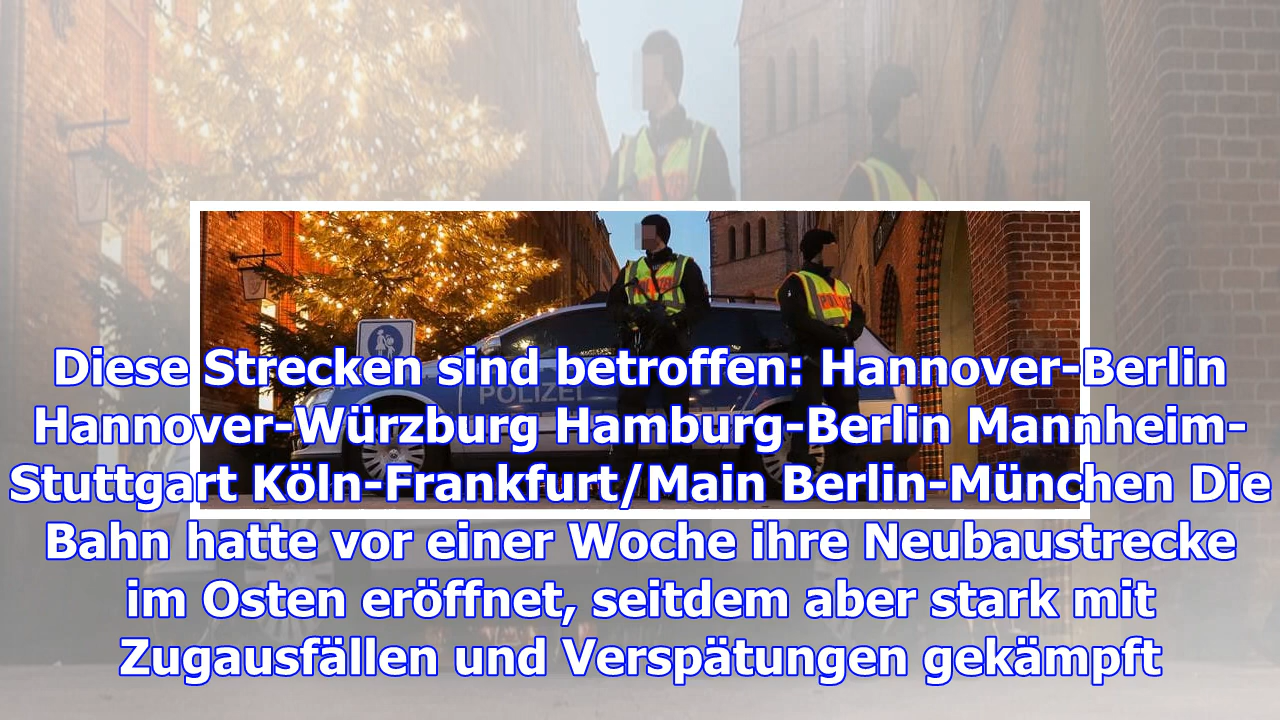 Diese Strecken sind betroffen: Hannover-Berlin
Hannover-Würzburg Hamburg-Berlin Mannheim-
Stuttgart Köln-Frankfurt/Main Berlin-München Die
Bahn hatte vor einer Woche ihre Neubaustrecke
im Osten eröffnet, seitdem aber stark mit
Zugausfällen und Verspätungen gekämpft
POLIZEI